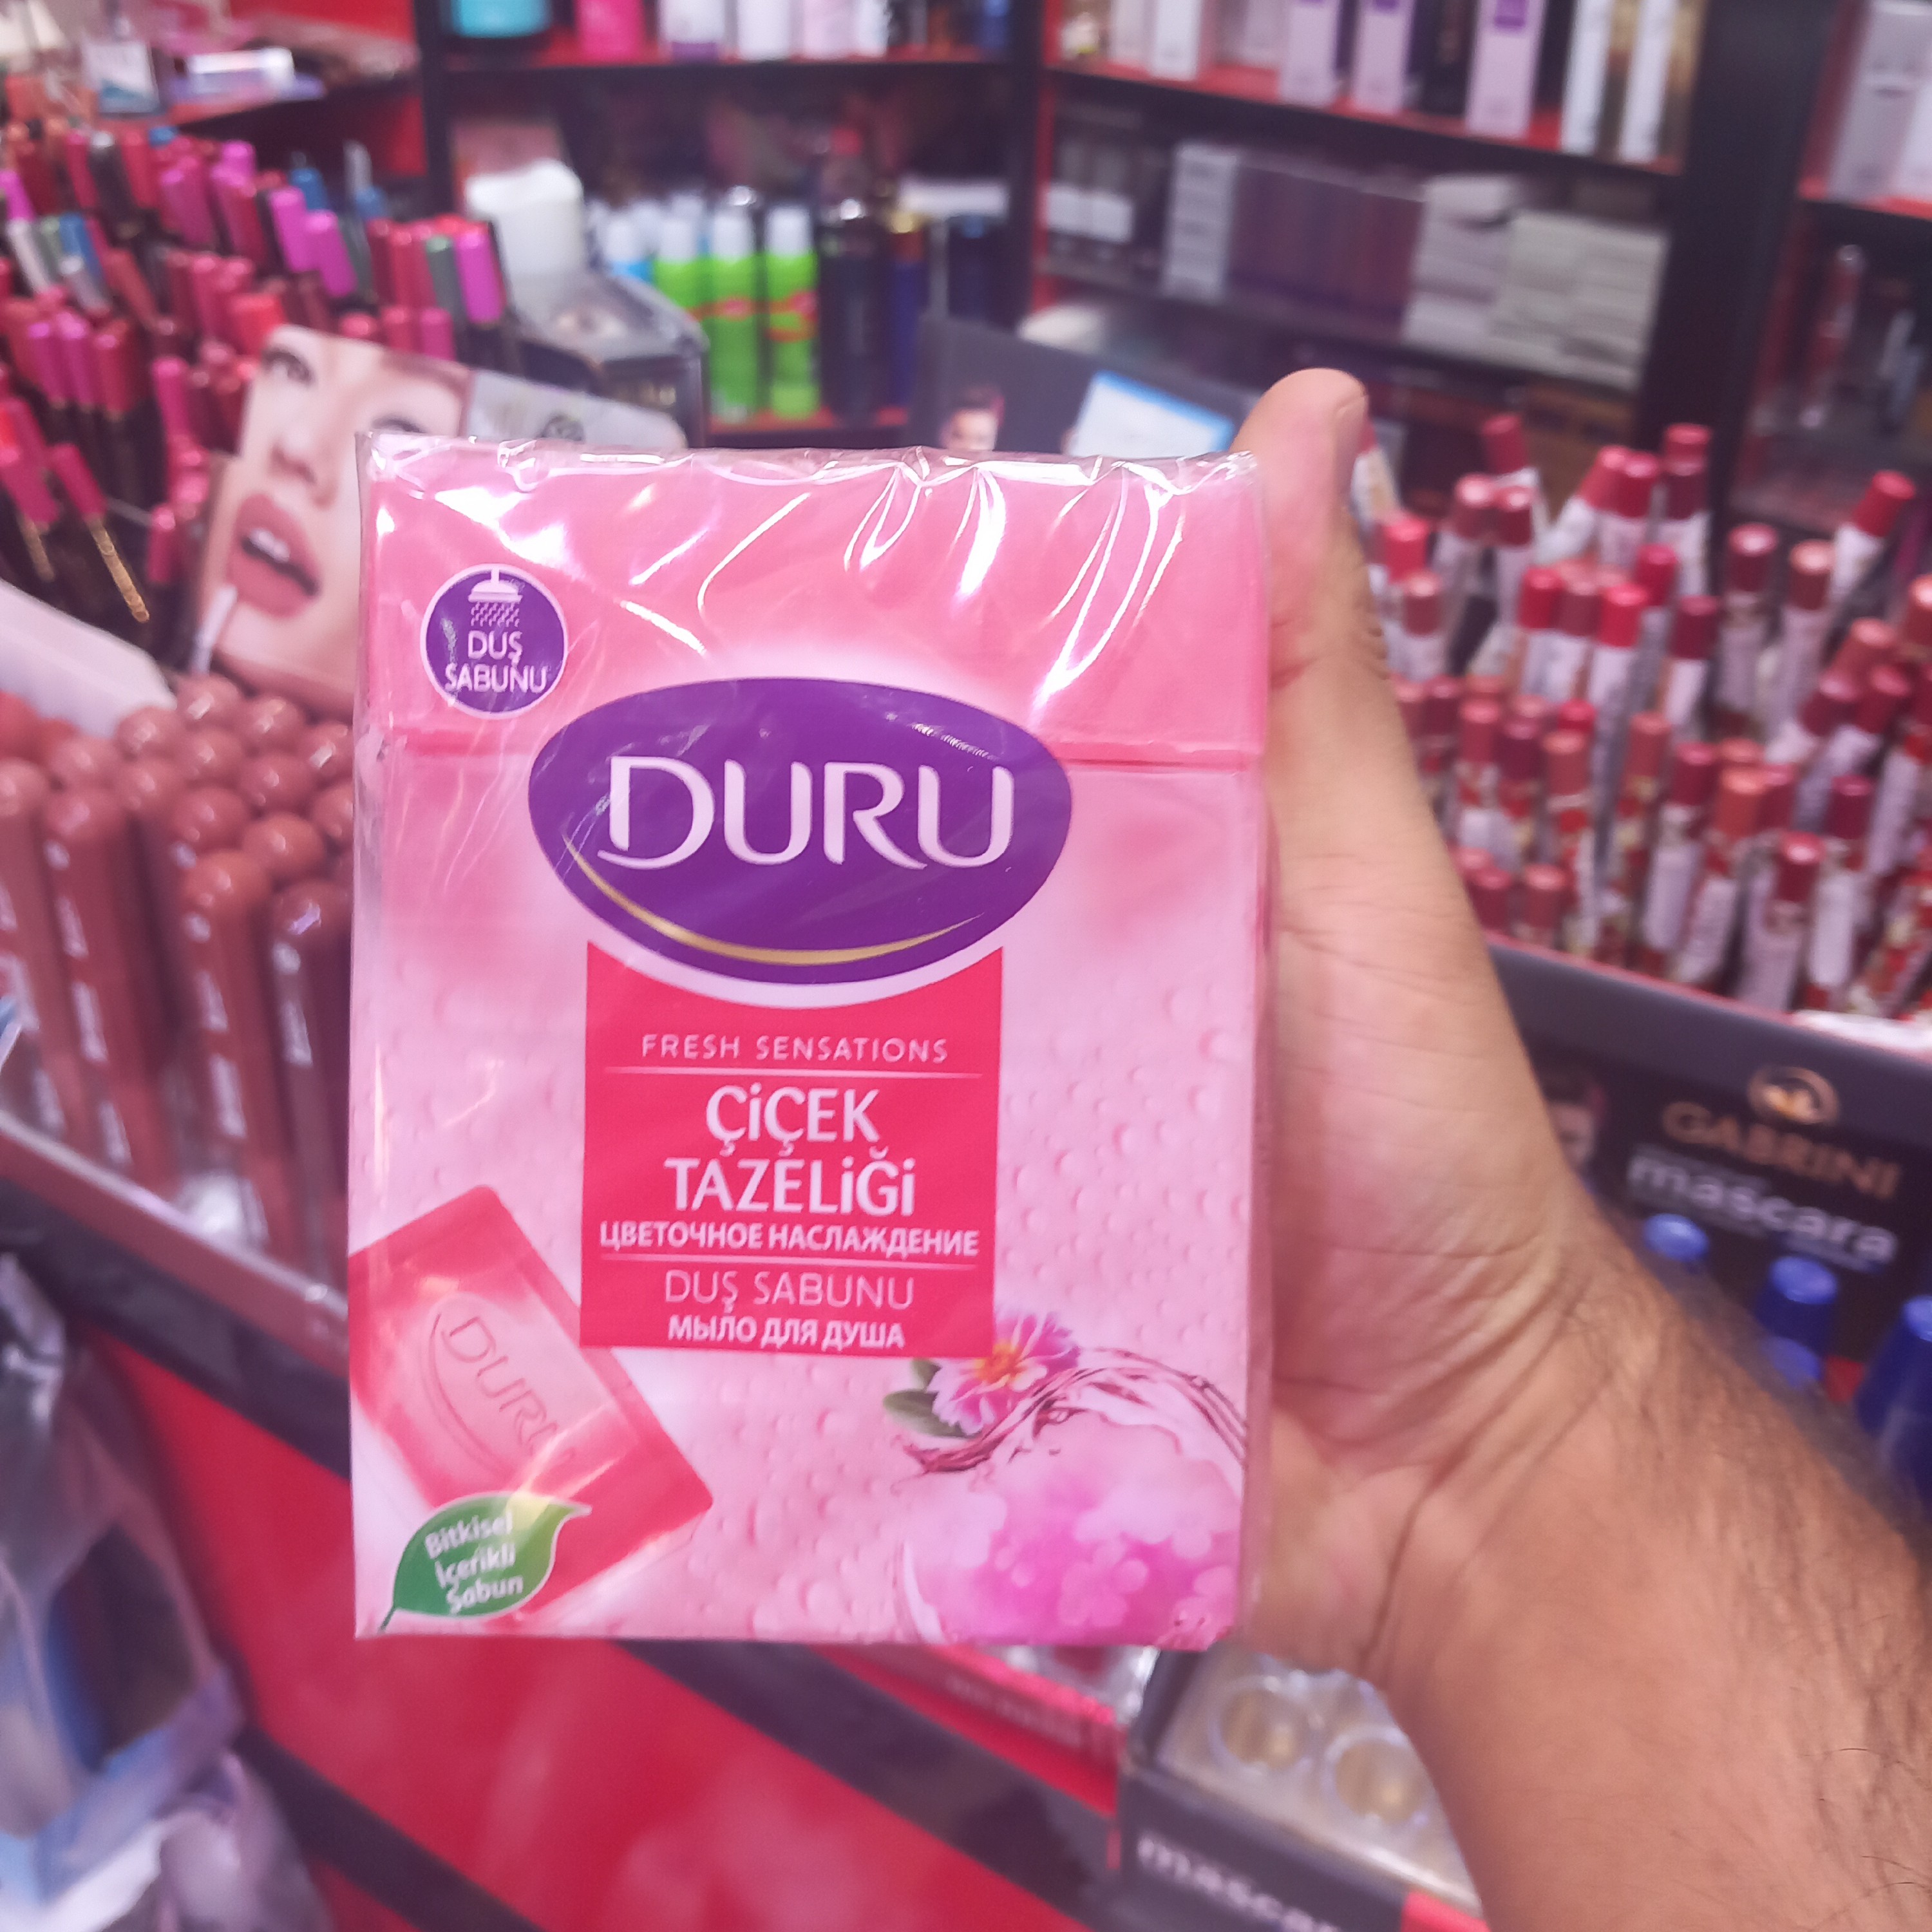 DUŞ
SABUNU
DURU
FRESH SENSATIONS
ÇİÇEK
TAZELİĞİ
ЦВЕТОЧНОЕ НАСЛАЖДЕНИЕ
DUŞ SABUNU
МЫЛО ДЛЯ ДУША
DURU
Bitkisel
İçerikli
Sabun
GABRINI
mascara
mascara